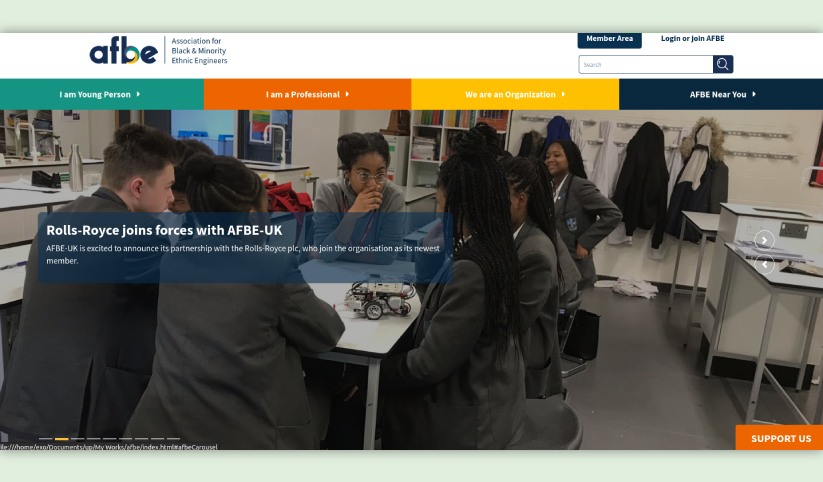 afbe
Association for
Black & Minority
Ethnic Engineers
Member Area
Login or join AFBE
Search
I am Young Person
I am a Professional
We are an Organization
AFBE Near You
Rolls-Royce joins forces with AFBE-UK
AFBE-UK is excited to announce its partnership with the Rolls-Royce plc, who join the organisation as its newest
member.
SUPPORT US
ile:///home/exo/Documents/up/My Works/afbe/index.html#afbeCarousel